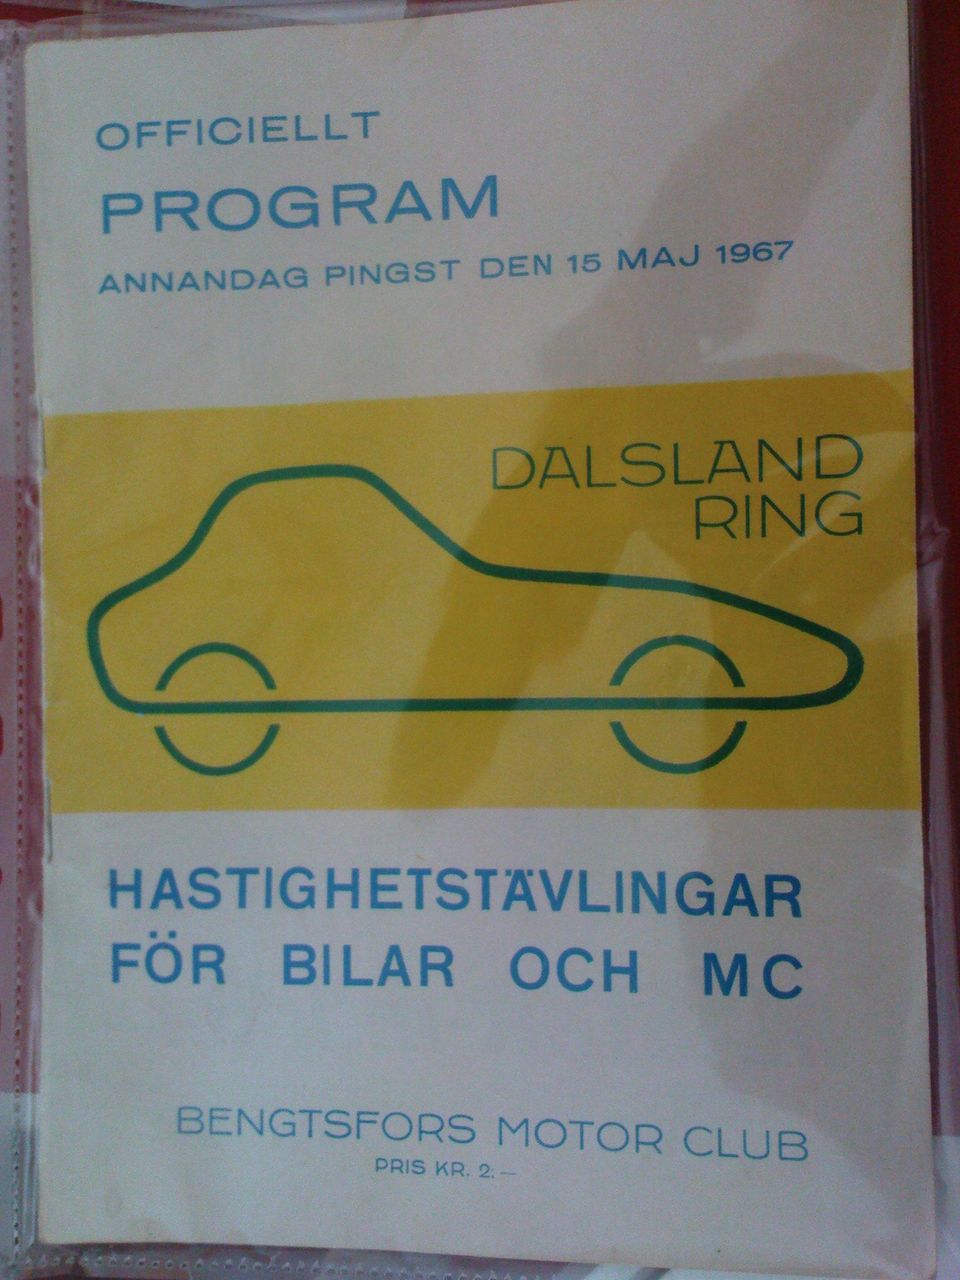 OFFICIELLT
PROGRAM
ANNANDAG PINGST DEN 15 MAJ 1967
DALSLAND
RING
HASTIGHETSTÄVLINGAR
FÖR BILAR OCH MC
BENGTSFORS MOTOR CLUB
PRIS KR. 2:—